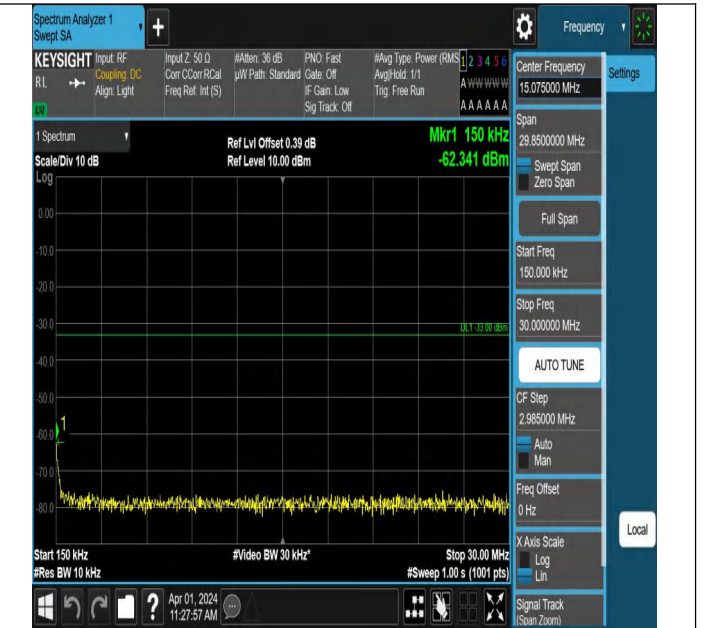 Spectrum Analyzer 1
Swept SA
+
Frequency
KEYSIGHT
RL
Input: RF
Coupling: DC
Align: Light
Input Z: 50 Ω
Corr CCorr RCal
Freq Ref: Int (S)
#Atten: 36 dB
µW Path: Standard
PNO: Fast
Gate: Off
IF Gain: Low
Sig Track: Off
#Avg Type: Power (RMS
Avg|Hold: 1/1
Trig: Free Run
1 2 3 4 5 6
A W W W W W
A A A A A A
1 Spectrum
Scale/Div 10 dB
Log
Ref Lvl Offset 0.39 dB
Ref Level 10.00 dBm
Mkr1 150 kHz
-62.341 dBm
0.00
-10.0
-20.0
-30.0
DL1 -33.00 dBm
-40.0
-50.0
1
-60.0
-70.0
-80.0
Start 150 kHz
#Res BW 10 kHz
#Video BW 30 kHz*
Stop 30.00 MHz
#Sweep 1.00 s (1001 pts)
?
Apr 01, 2024
11:27:57 AM
Center Frequency
15.075000 MHz
Settings
Span
29.8500000 MHz
Swept Span
Zero Span
Full Span
Start Freq
150.000 kHz
Stop Freq
30.000000 MHz
AUTO TUNE
CF Step
2.985000 MHz
Auto
Man
Freq Offset
0 Hz
X Axis Scale
Log
Lin
Local
Signal Track
(Span Zoom)